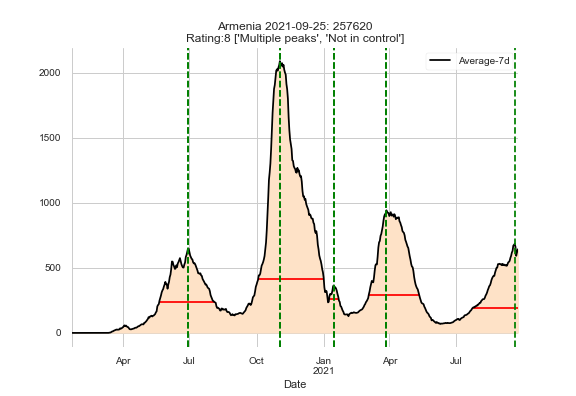 Armenia 2021-09-25: 257620
Rating:8 ['Multiple peaks', 'Not in control']
Average-7d
2000
1500
1000
500
0
Apr Jul Oct Jan Apr Jul
2021
Date